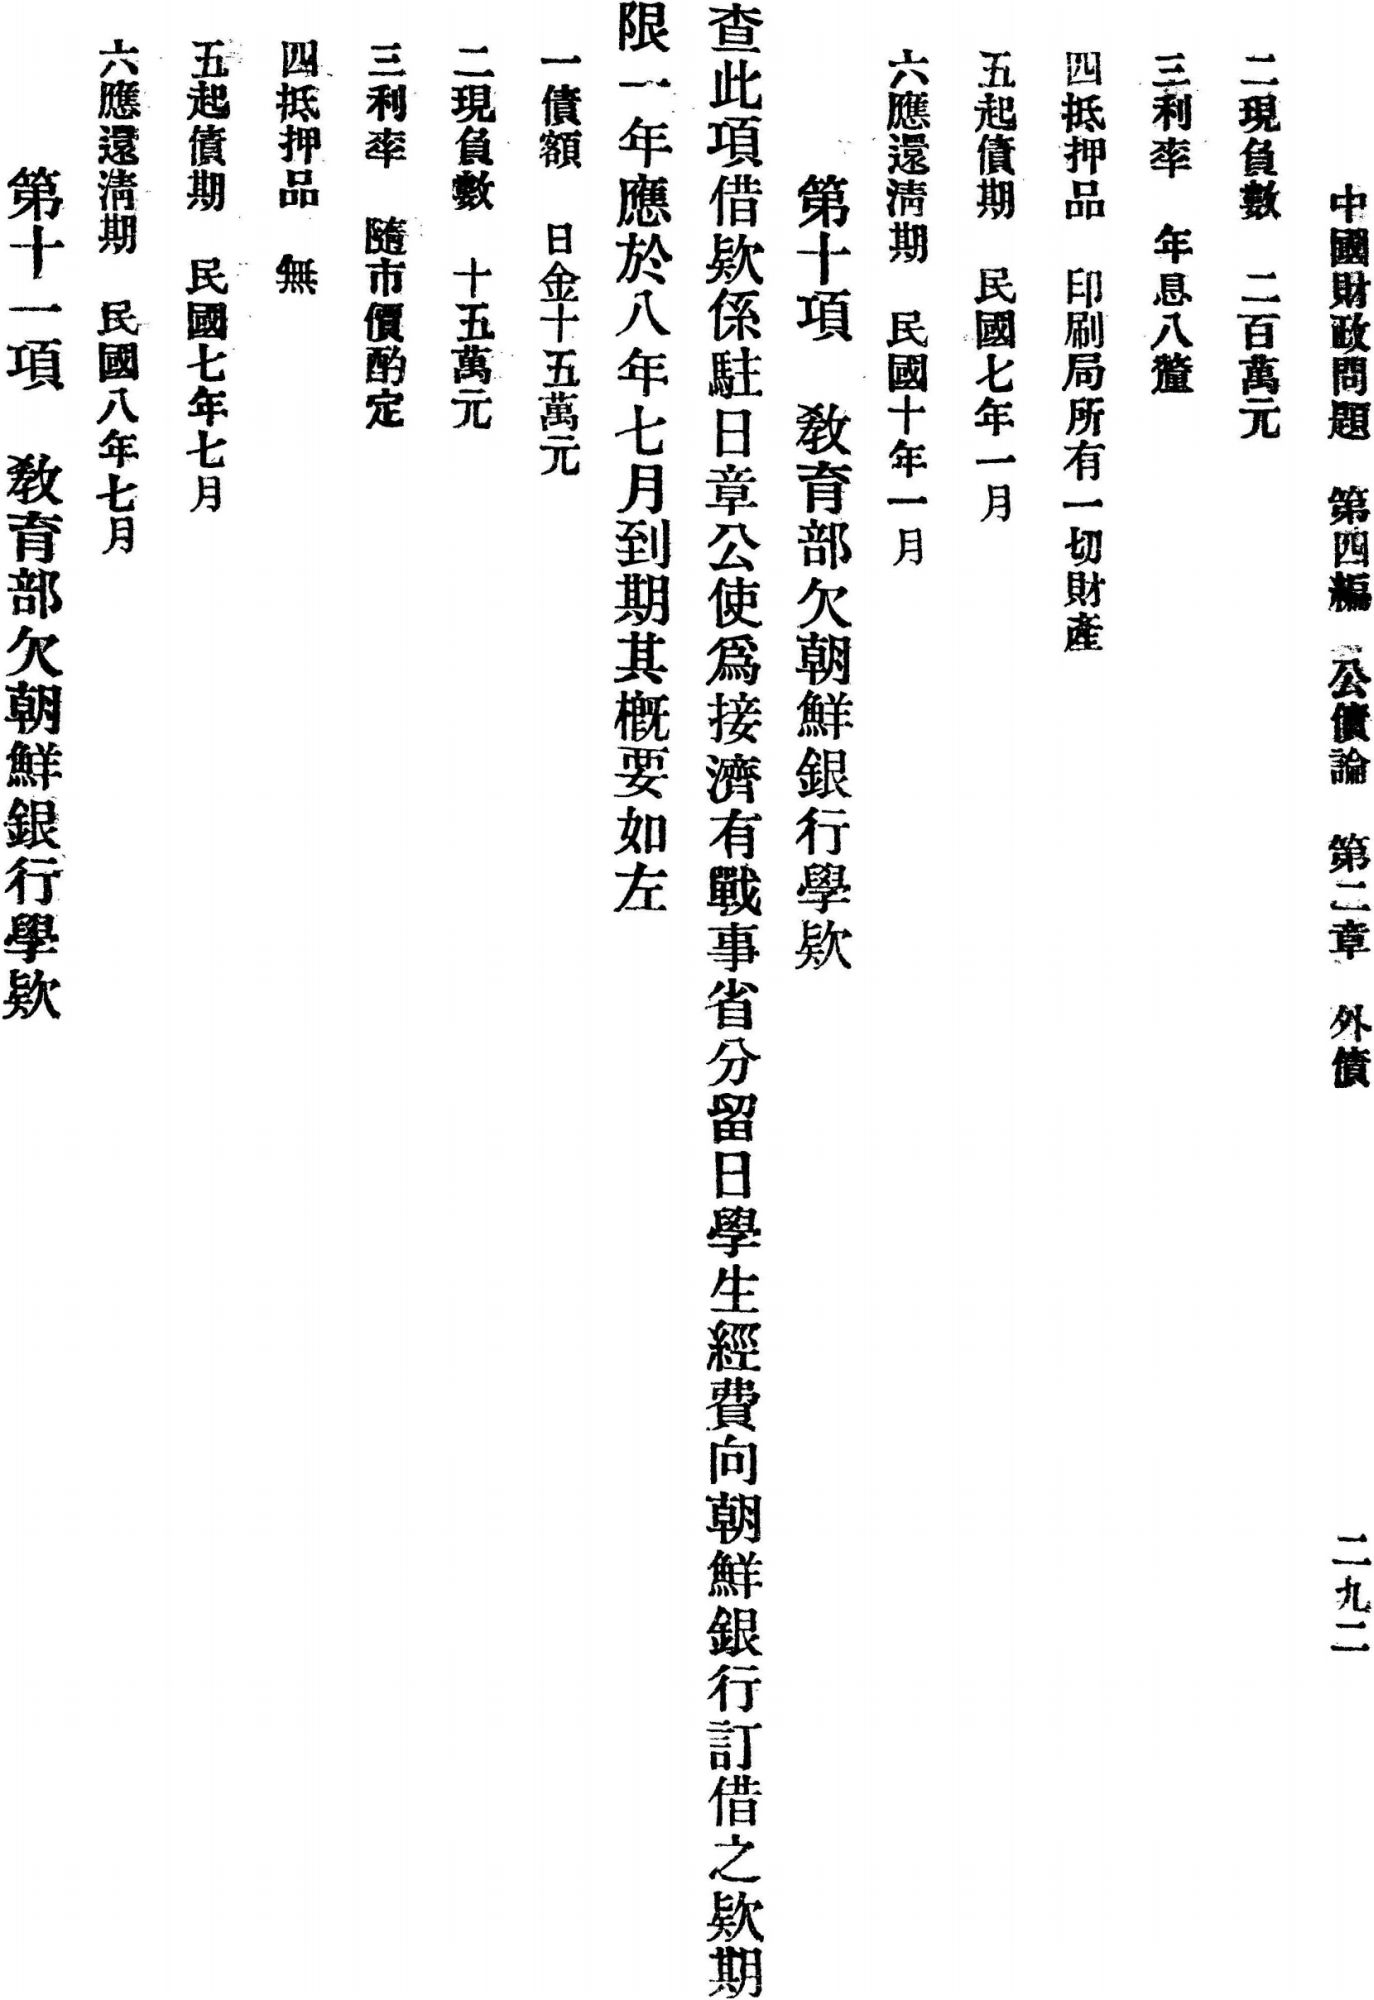 中國財政問題　第四編　公債論　第二章　外債　二九二
二現負數　二百萬元
三利率　年息八釐
四抵押品　印刷局所有一切財產
五起債期　民國七年一月
六應還淸期　民國十年一月
第十項　敎育部欠朝鮮銀行學欵
查此項借欵係駐日章公使爲接濟有戰事省分留日學生經費向朝鮮銀行訂借之欵期
限一年應於八年七月到期其槪要如左
一債額　日金十五萬元
二現負數　十五萬元
三利率　隨市價酌定
四抵押品　無
五起債期　民國七年七月
六應還淸期　民國八年七月
第十一項　敎育部欠朝鮮銀行學欵